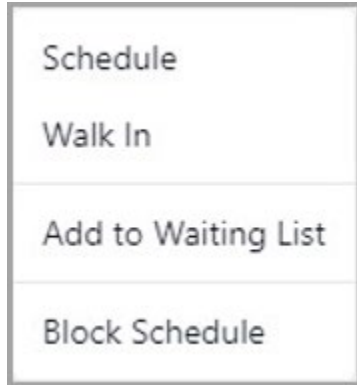 Schedule
Walk In
Add to Waiting List
Block Schedule